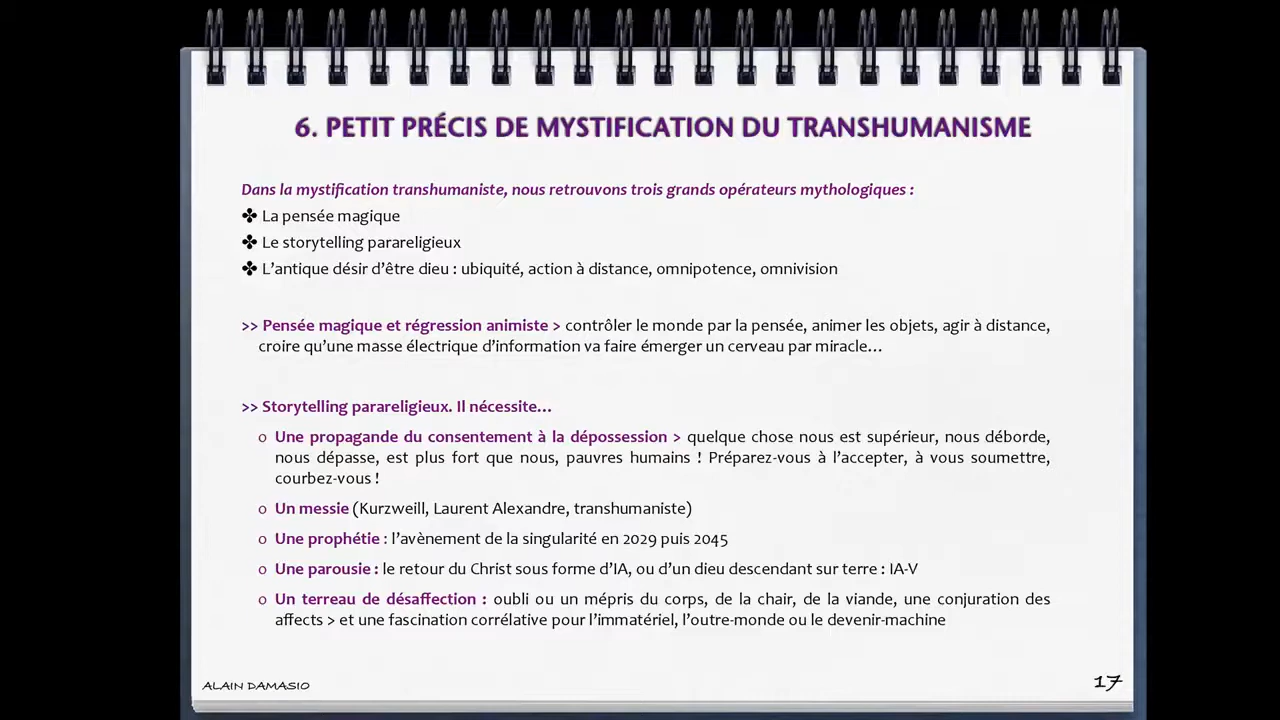 6. PETIT PRÉCIS DE MYSTIFICATION DU TRANSHUMANISME
Dans la mystification transhumaniste, nous retrouvons trois grands opérateurs mythologiques :
✤ La pensée magique
✤ Le storytelling parareligieux
✤ L’antique désir d’être dieu : ubiquité, action à distance, omnipotence, omnivision
>> Pensée magique et régression animiste > contrôler le monde par la pensée, animer les objets, agir à distance,
croire qu’une masse électrique d’information va faire émerger un cerveau par miracle…
>> Storytelling parareligieux. Il nécessite…
o Une propagande du consentement à la dépossession > quelque chose nous est supérieur, nous déborde,
nous dépasse, est plus fort que nous, pauvres humains ! Préparez-vous à l’accepter, à vous soumettre,
courbez-vous !
o Un messie (Kurzweill, Laurent Alexandre, transhumaniste)
o Une prophétie : l’avènement de la singularité en 2029 puis 2045
o Une parousie : le retour du Christ sous forme d’IA, ou d’un dieu descendant sur terre : IA-V
o Un terreau de désaffection : oubli ou un mépris du corps, de la chair, de la viande, une conjuration des
affects > et une fascination corrélative pour l’immatériel, l’outre-monde ou le devenir-machine
ALAIN DAMASIO
17